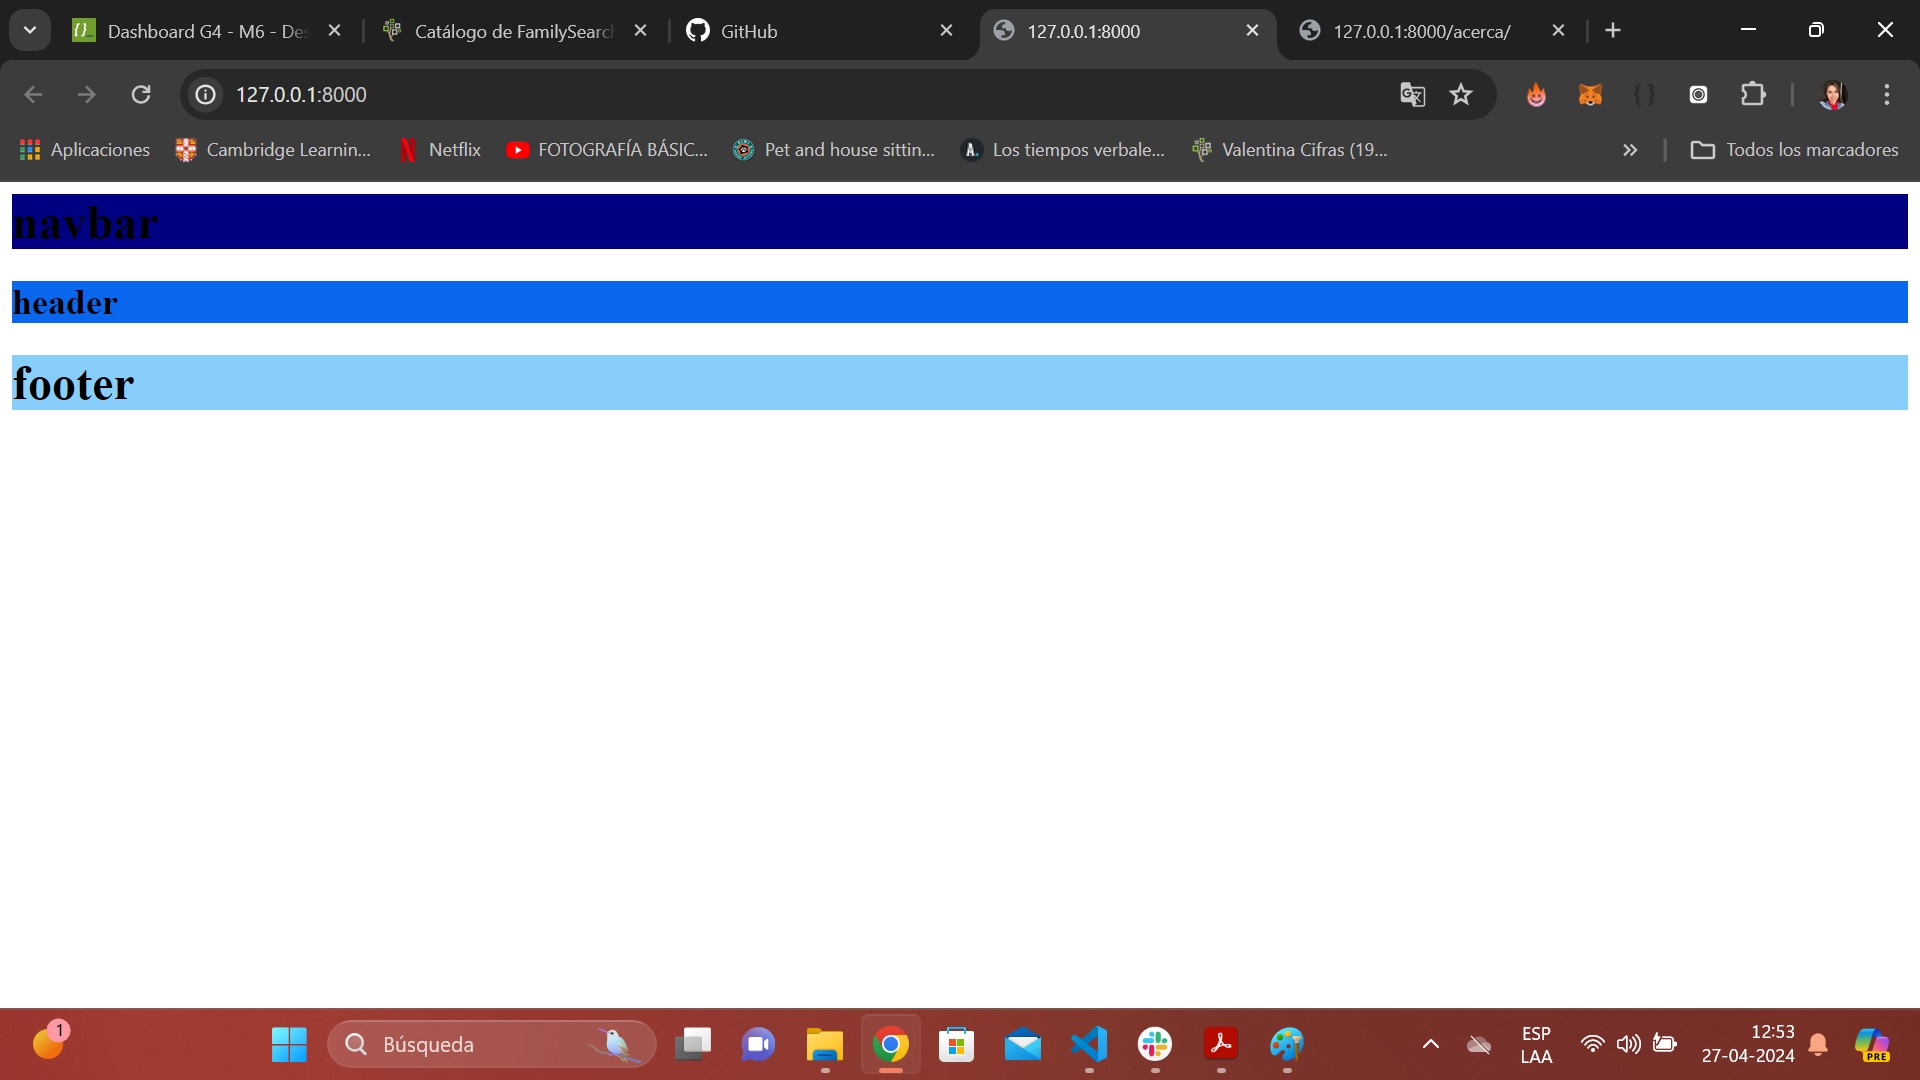 Dashboard G4 - M6 - Des
Catálogo de FamilySearch
GitHub
127.0.0.1:8000
127.0.0.1:8000/acerca/
127.0.0.1:8000
Aplicaciones
Cambridge Learnin...
Netflix
FOTOGRAFÍA BÁSIC...
Pet and house sittin...
A.
Los tiempos verbale...
Valentina Cifras (19...
Todos los marcadores
navbar
header
footer
1
Búsqueda
ESP
LAA
12:53
27-04-2024
PRE